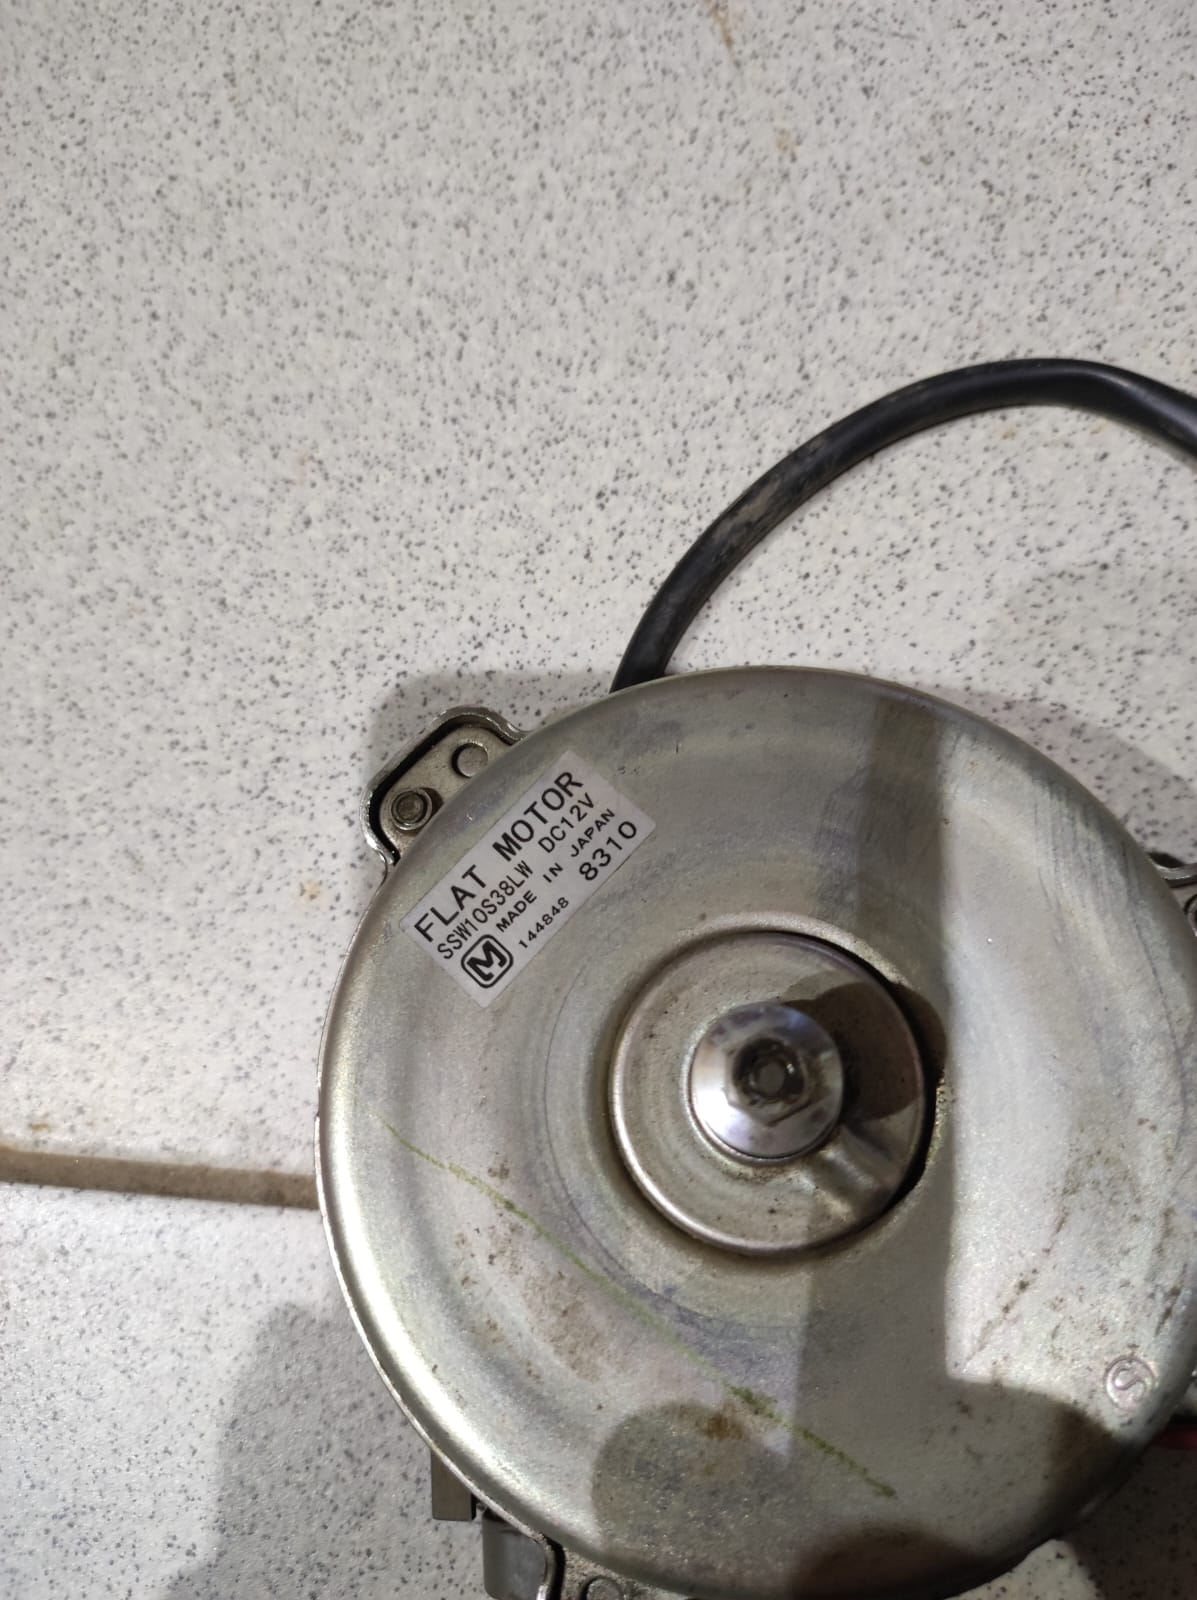 FLAT MOTOR
SSW10S38LW DC12V
MADE IN JAPAN
M 144848 8310
S